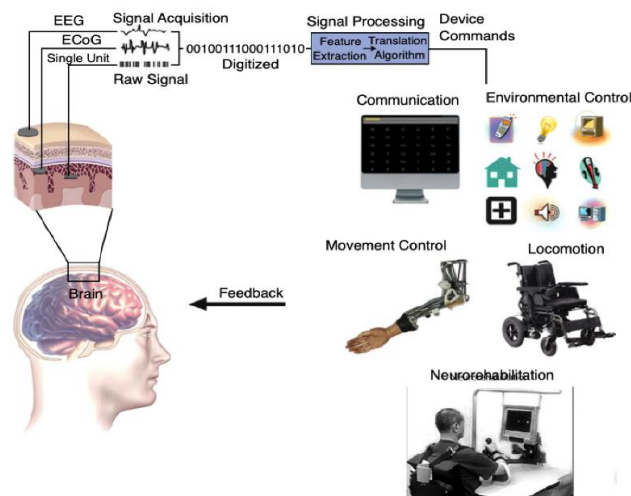 EEG
ECoG
Single Unit
Signal Acquisition
Raw Signal
00100111000111010
Digitized
Signal Processing
Feature Translation
Extraction Algorithm
Device
Commands
Communication
Environmental Control
Movement Control
Locomotion
Brain
Feedback
Neurorehabilitation